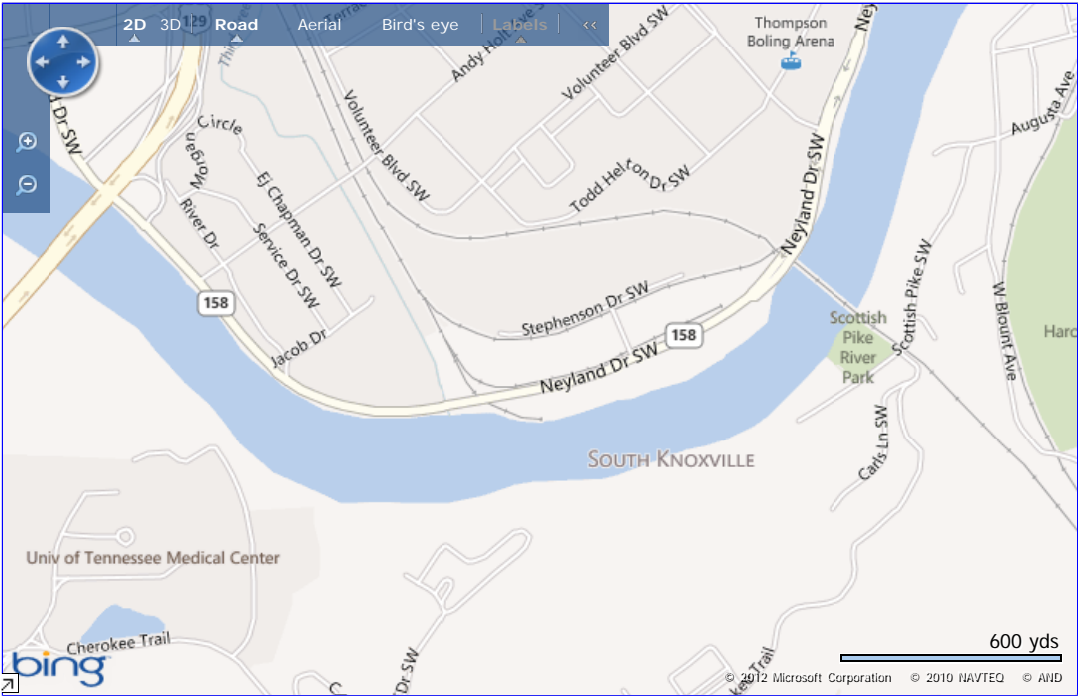 2D 3D Road Aerial Bird's eye Labels <<
129
Andy Holt Ave S
Volunteer Blvd SW
Thompson
Boling Arena
Ney
Dr SW
Circle
Morgan
Volunteer Blvd SW
Augusta Ave
Todd Helton Dr SW
Neyland Dr SW
EJ Chapman Dr SW
River Dr
Service Dr SW
Scottish Pike SW
158
Stephenson Dr SW
W Blount Ave
Scottish
Pike
River
Park
Jacob Dr
158
Neyland Dr SW
Harc
SOUTH KNOXVILLE
Carls Ln SW
Univ of Tennessee Medical Center
Cherokee Trail
Dr SW
kee Trail
600 yds
bing
© 2012 Microsoft Corporation © 2010 NAVTEQ © AND